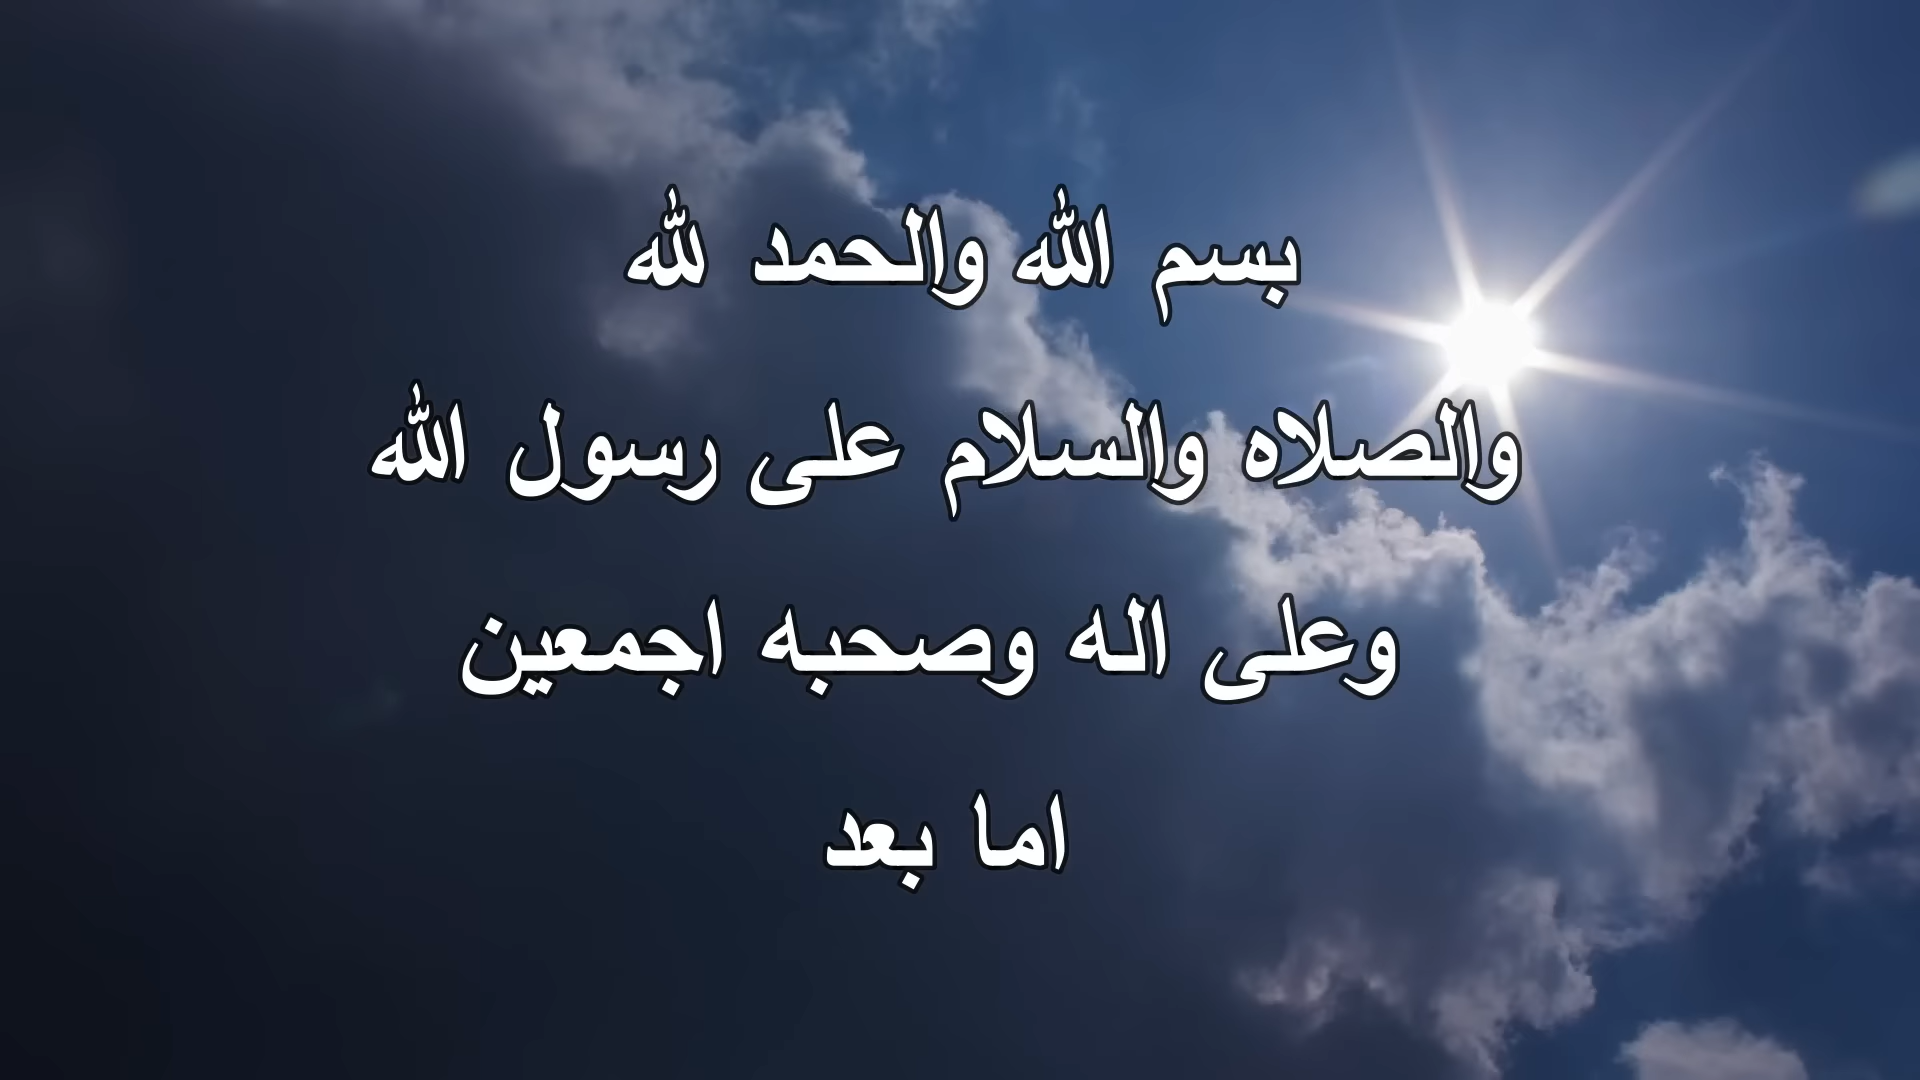 بسم الله والحمد لله
والصلاه والسلام على رسول الله
وعلى اله وصحبه اجمعين
اما بعد